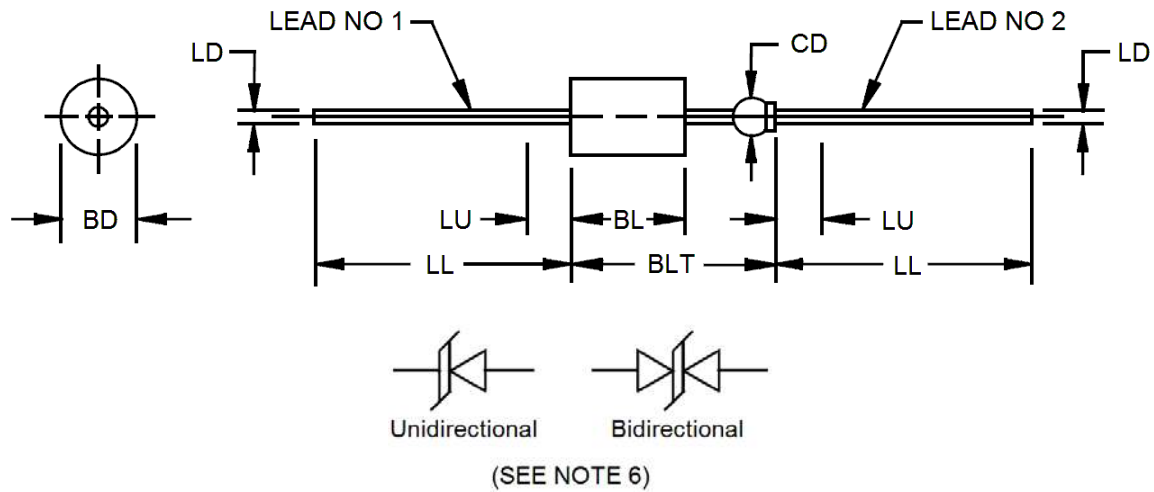 LEAD NO 1
LEAD NO 2
CD
LD
LD
BD
LU
BL
LU
LL
BLT
LL
Unidirectional
Bidirectional
(SEE NOTE 6)